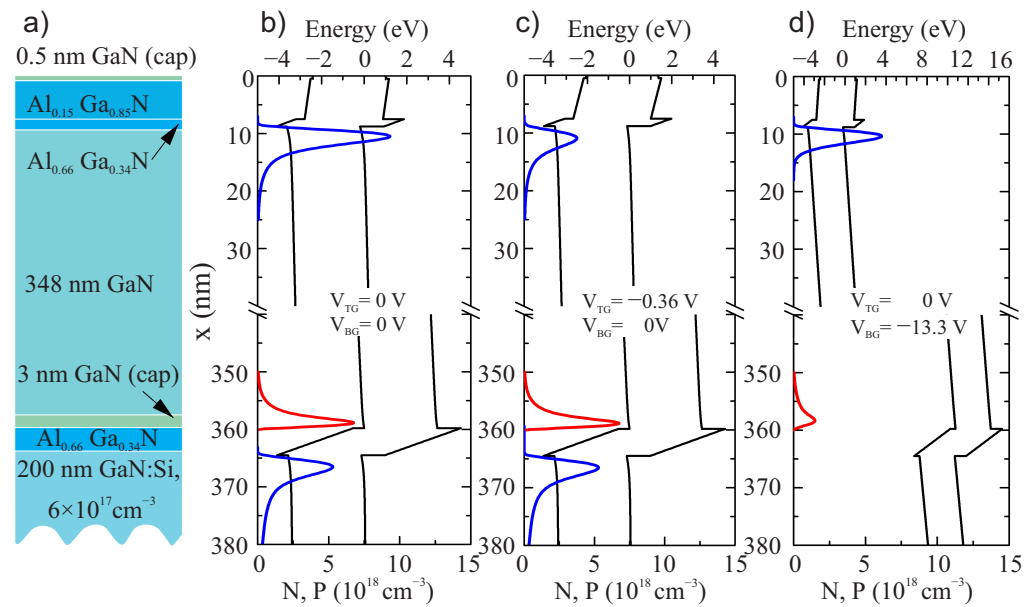 a)
0.5 nm GaN (cap)
Al0.15 Ga0.85N
Al0.66 Ga0.34N
348 nm GaN
3 nm GaN (cap)
Al0.66 Ga0.34N
200 nm GaN:Si,
6×10^17 cm^−3
b)
Energy (eV)
−4 −2 0 2 4
0
10
20
30
x (nm)
350
360
370
380
VTG= 0 V
VBG= 0 V
0 5 10 15
N, P (10^18 cm^−3)
c)
Energy (eV)
−4 −2 0 2 4
0
10
20
30
350
360
370
380
VTG= −0.36 V
VBG= 0V
0 5 10 15
N, P (10^18 cm^−3)
d)
Energy (eV)
−4 0 4 8 12 16
0
10
20
30
350
360
370
380
VTG= 0 V
VBG= −13.3 V
0 5 10 15
N, P (10^18 cm^−3)